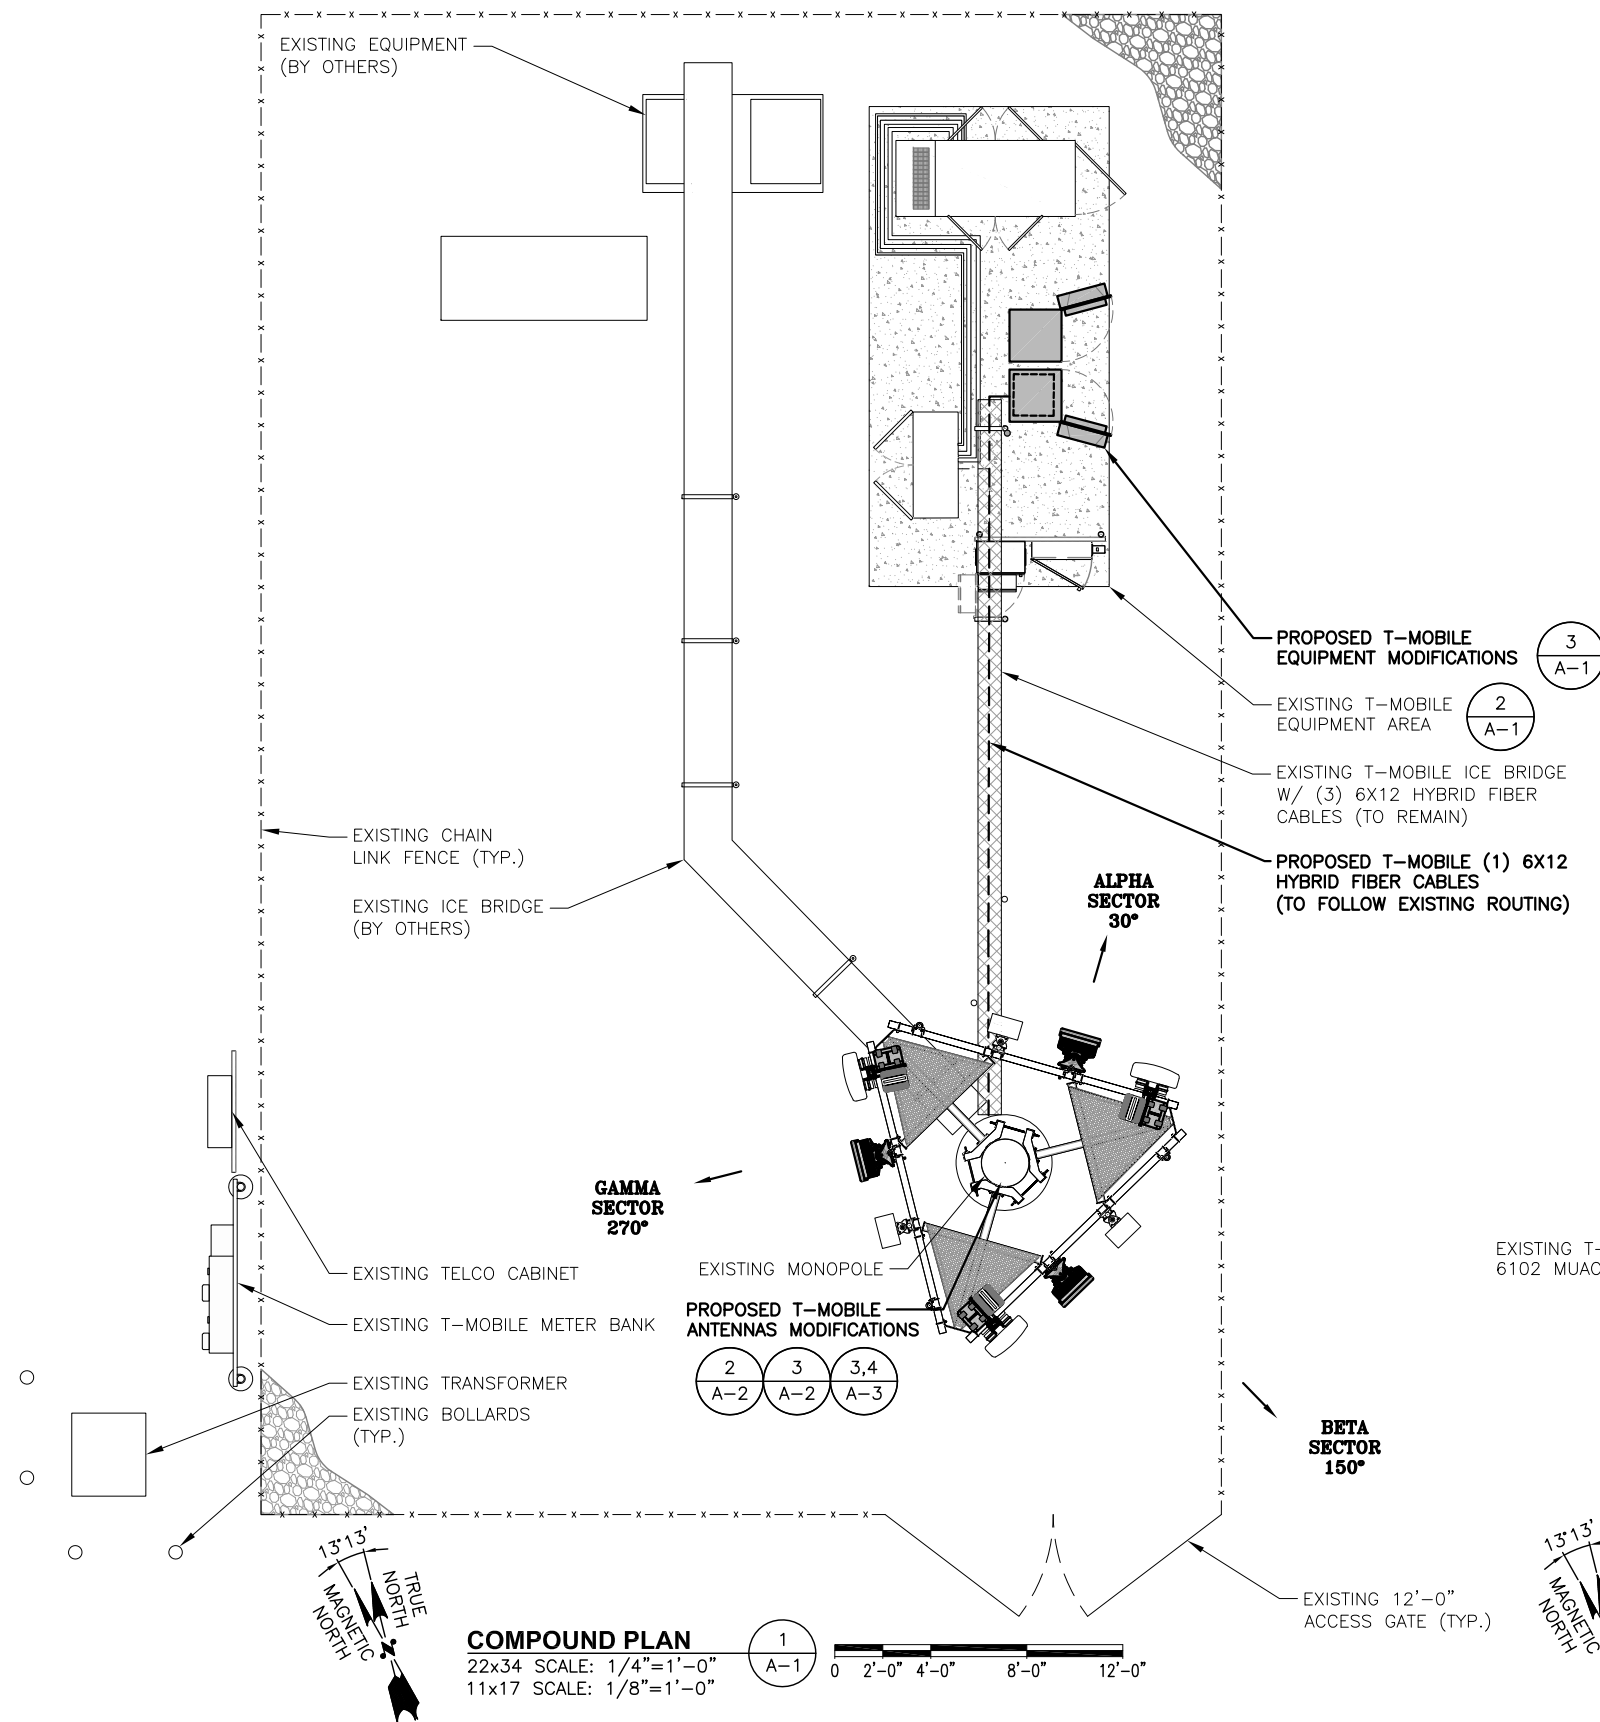 EXISTING EQUIPMENT
(BY OTHERS)
PROPOSED T-MOBILE
EQUIPMENT MODIFICATIONS
3
A-1
EXISTING T-MOBILE
EQUIPMENT AREA
2
A-1
EXISTING T-MOBILE ICE BRIDGE
W/ (3) 6X12 HYBRID FIBER
CABLES (TO REMAIN)
PROPOSED T-MOBILE (1) 6X12
HYBRID FIBER CABLES
(TO FOLLOW EXISTING ROUTING)
EXISTING CHAIN
LINK FENCE (TYP.)
EXISTING ICE BRIDGE
(BY OTHERS)
ALPHA
SECTOR
30°
GAMMA
SECTOR
270°
EXISTING MONOPOLE
PROPOSED T-MOBILE
ANTENNAS MODIFICATIONS
2
A-2
3
A-2
3,4
A-3
EXISTING TELCO CABINET
EXISTING T-MOBILE METER BANK
EXISTING TRANSFORMER
EXISTING BOLLARDS
(TYP.)
EXISTING T-
6102 MUAC
BETA
SECTOR
150°
EXISTING 12'-0"
ACCESS GATE (TYP.)
13°13'
TRUE
NORTH
MAGNETIC
NORTH
N
COMPOUND PLAN
22x34 SCALE: 1/4"=1'-0"
11x17 SCALE: 1/8"=1'-0"
1
A-1
0 2'-0" 4'-0" 8'-0" 12'-0"
13°13'
MAGNETIC
NORTH